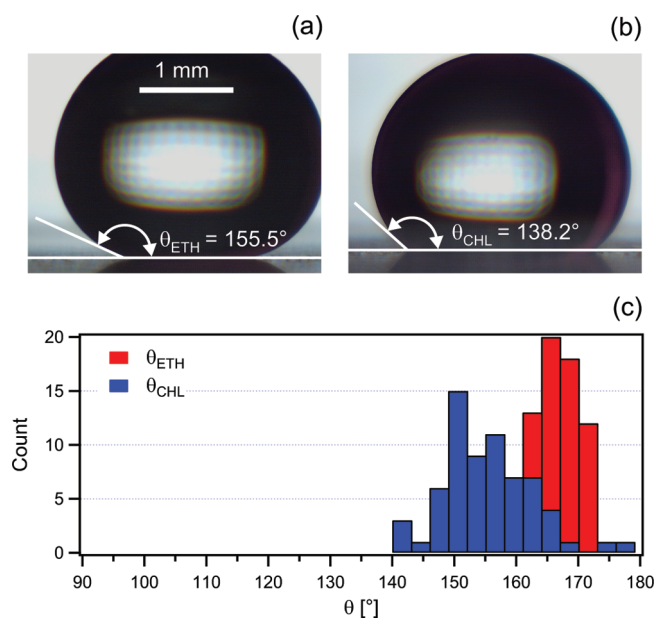 (a)
(b)
1 mm
θETH = 155.5°
θCHL = 138.2°
(c)
20
15
10
5
0
Count
θETH
θCHL
90
100
110
120
130
140
150
160
170
180
θ [°]